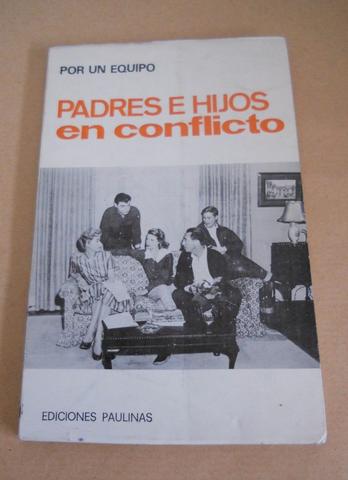 POR UN EQUIPO
PADRES E HIJOS
en conflicto
EDICIONES PAULINAS